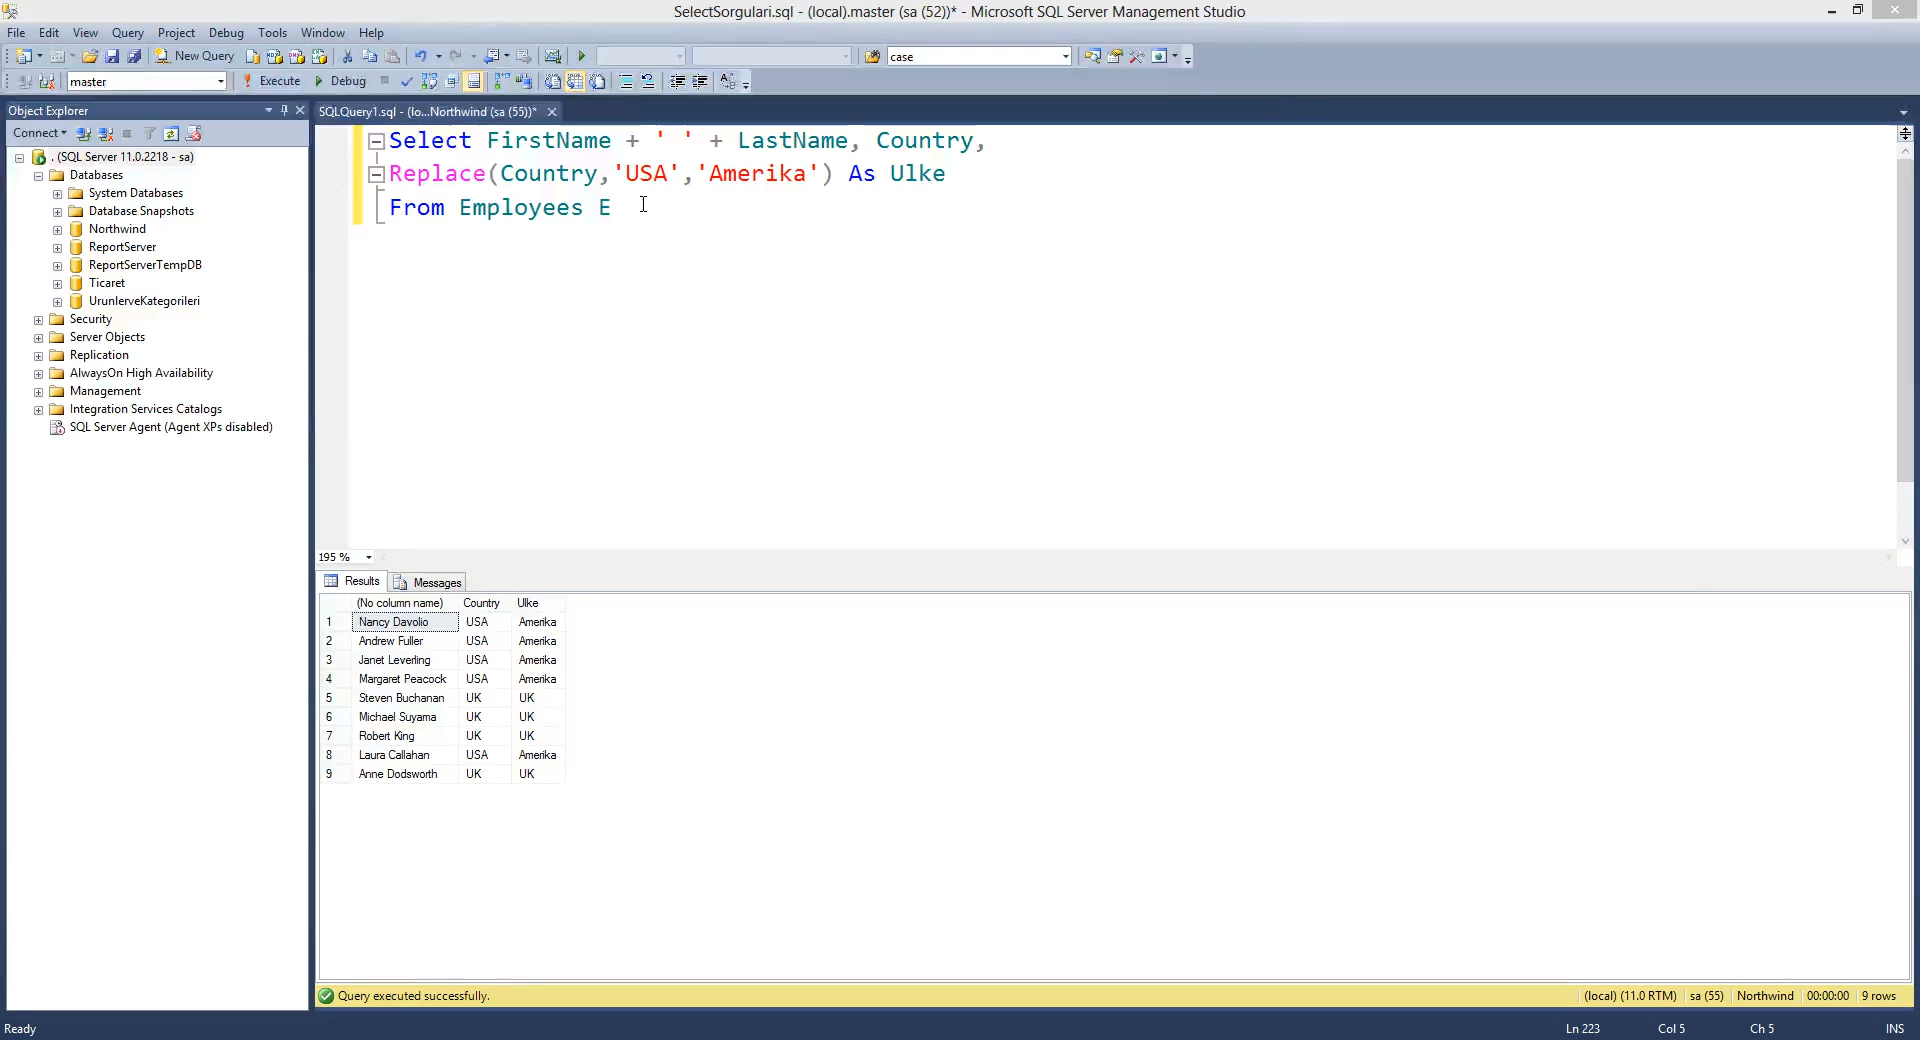 SelectSorgulari.sql - (local).master (sa (52))* - Microsoft SQL Server Management Studio
File Edit View Query Project Debug Tools Window Help
New Query case
master Execute Debug
Object Explorer
Connect
. (SQL Server 11.0.2218 - sa)
Databases
System Databases
Database Snapshots
Northwind
ReportServer
ReportServerTempDB
Ticaret
UrunlerveKategorileri
Security
Server Objects
Replication
AlwaysOn High Availability
Management
Integration Services Catalogs
SQL Server Agent (Agent XPs disabled)
SQLQuery1.sql - (lo...Northwind (sa (55))*
Select FirstName + ' ' + LastName, Country,
Replace(Country,'USA','Amerika') As Ulke
From Employees E
195 %
Results Messages
(No column name) Country Ulke
1 Nancy Davolio USA Amerika
2 Andrew Fuller USA Amerika
3 Janet Leverling USA Amerika
4 Margaret Peacock USA Amerika
5 Steven Buchanan UK UK
6 Michael Suyama UK UK
7 Robert King UK UK
8 Laura Callahan USA Amerika
9 Anne Dodsworth UK UK
Query executed successfully. (local) (11.0 RTM) sa (55) Northwind 00:00:00 9 rows
Ready Ln 223 Col 5 Ch 5 INS